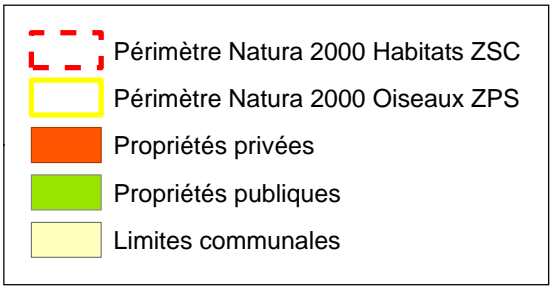 Périmètre Natura 2000 Habitats ZSC
Périmètre Natura 2000 Oiseaux ZPS
Propriétés privées
Propriétés publiques
Limites communales